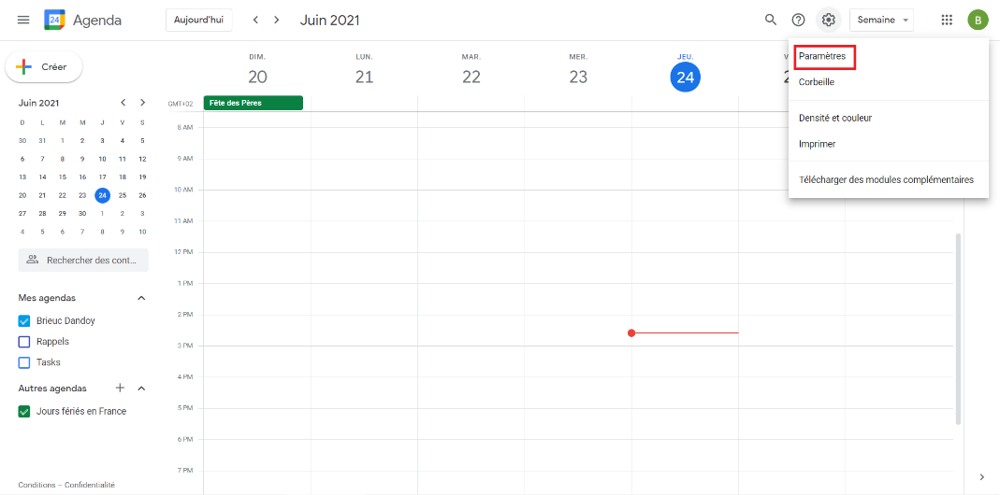 24 Agenda Aujourd'hui Juin 2021 Semaine B
Créer
Paramètres
Corbeille
Densité et couleur
Imprimer
Télécharger des modules complémentaires
DIM. LUN. MAR. MER. JEU. V
20 21 22 23 24 2
GMT+02 Fête des Pères
Juin 2021
D L M M J V S
30 31 1 2 3 4 5
6 7 8 9 10 11 12
13 14 15 16 17 18 19
20 21 22 23 24 25 26
27 28 29 30 1 2 3
4 5 6 7 8 9 10
Rechercher des cont...
Mes agendas
Brieuc Dandoy
Rappels
Tasks
Autres agendas
Jours fériés en France
Conditions – Confidentialité
8 AM
9 AM
10 AM
11 AM
12 PM
1 PM
2 PM
3 PM
4 PM
5 PM
6 PM
7 PM